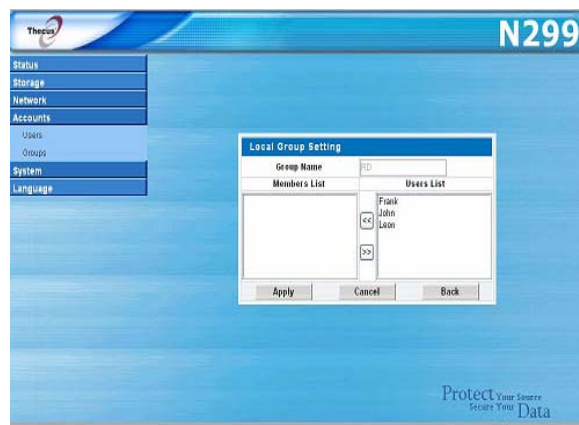 Thecus
N299
Status
Storage
Network
Accounts
Users
Groups
System
Language
Local Group Setting
Group Name RD
Members List Users List
Frank
John
Leon
<<
>>
Apply Cancel Back
Protect Your Source
Secure Your Data